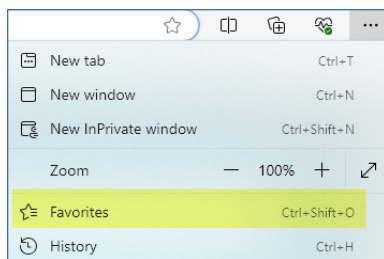 New tab Ctrl+T
New window Ctrl+N
New InPrivate window Ctrl+Shift+N
Zoom — 100% +
Favorites Ctrl+Shift+O
History Ctrl+H